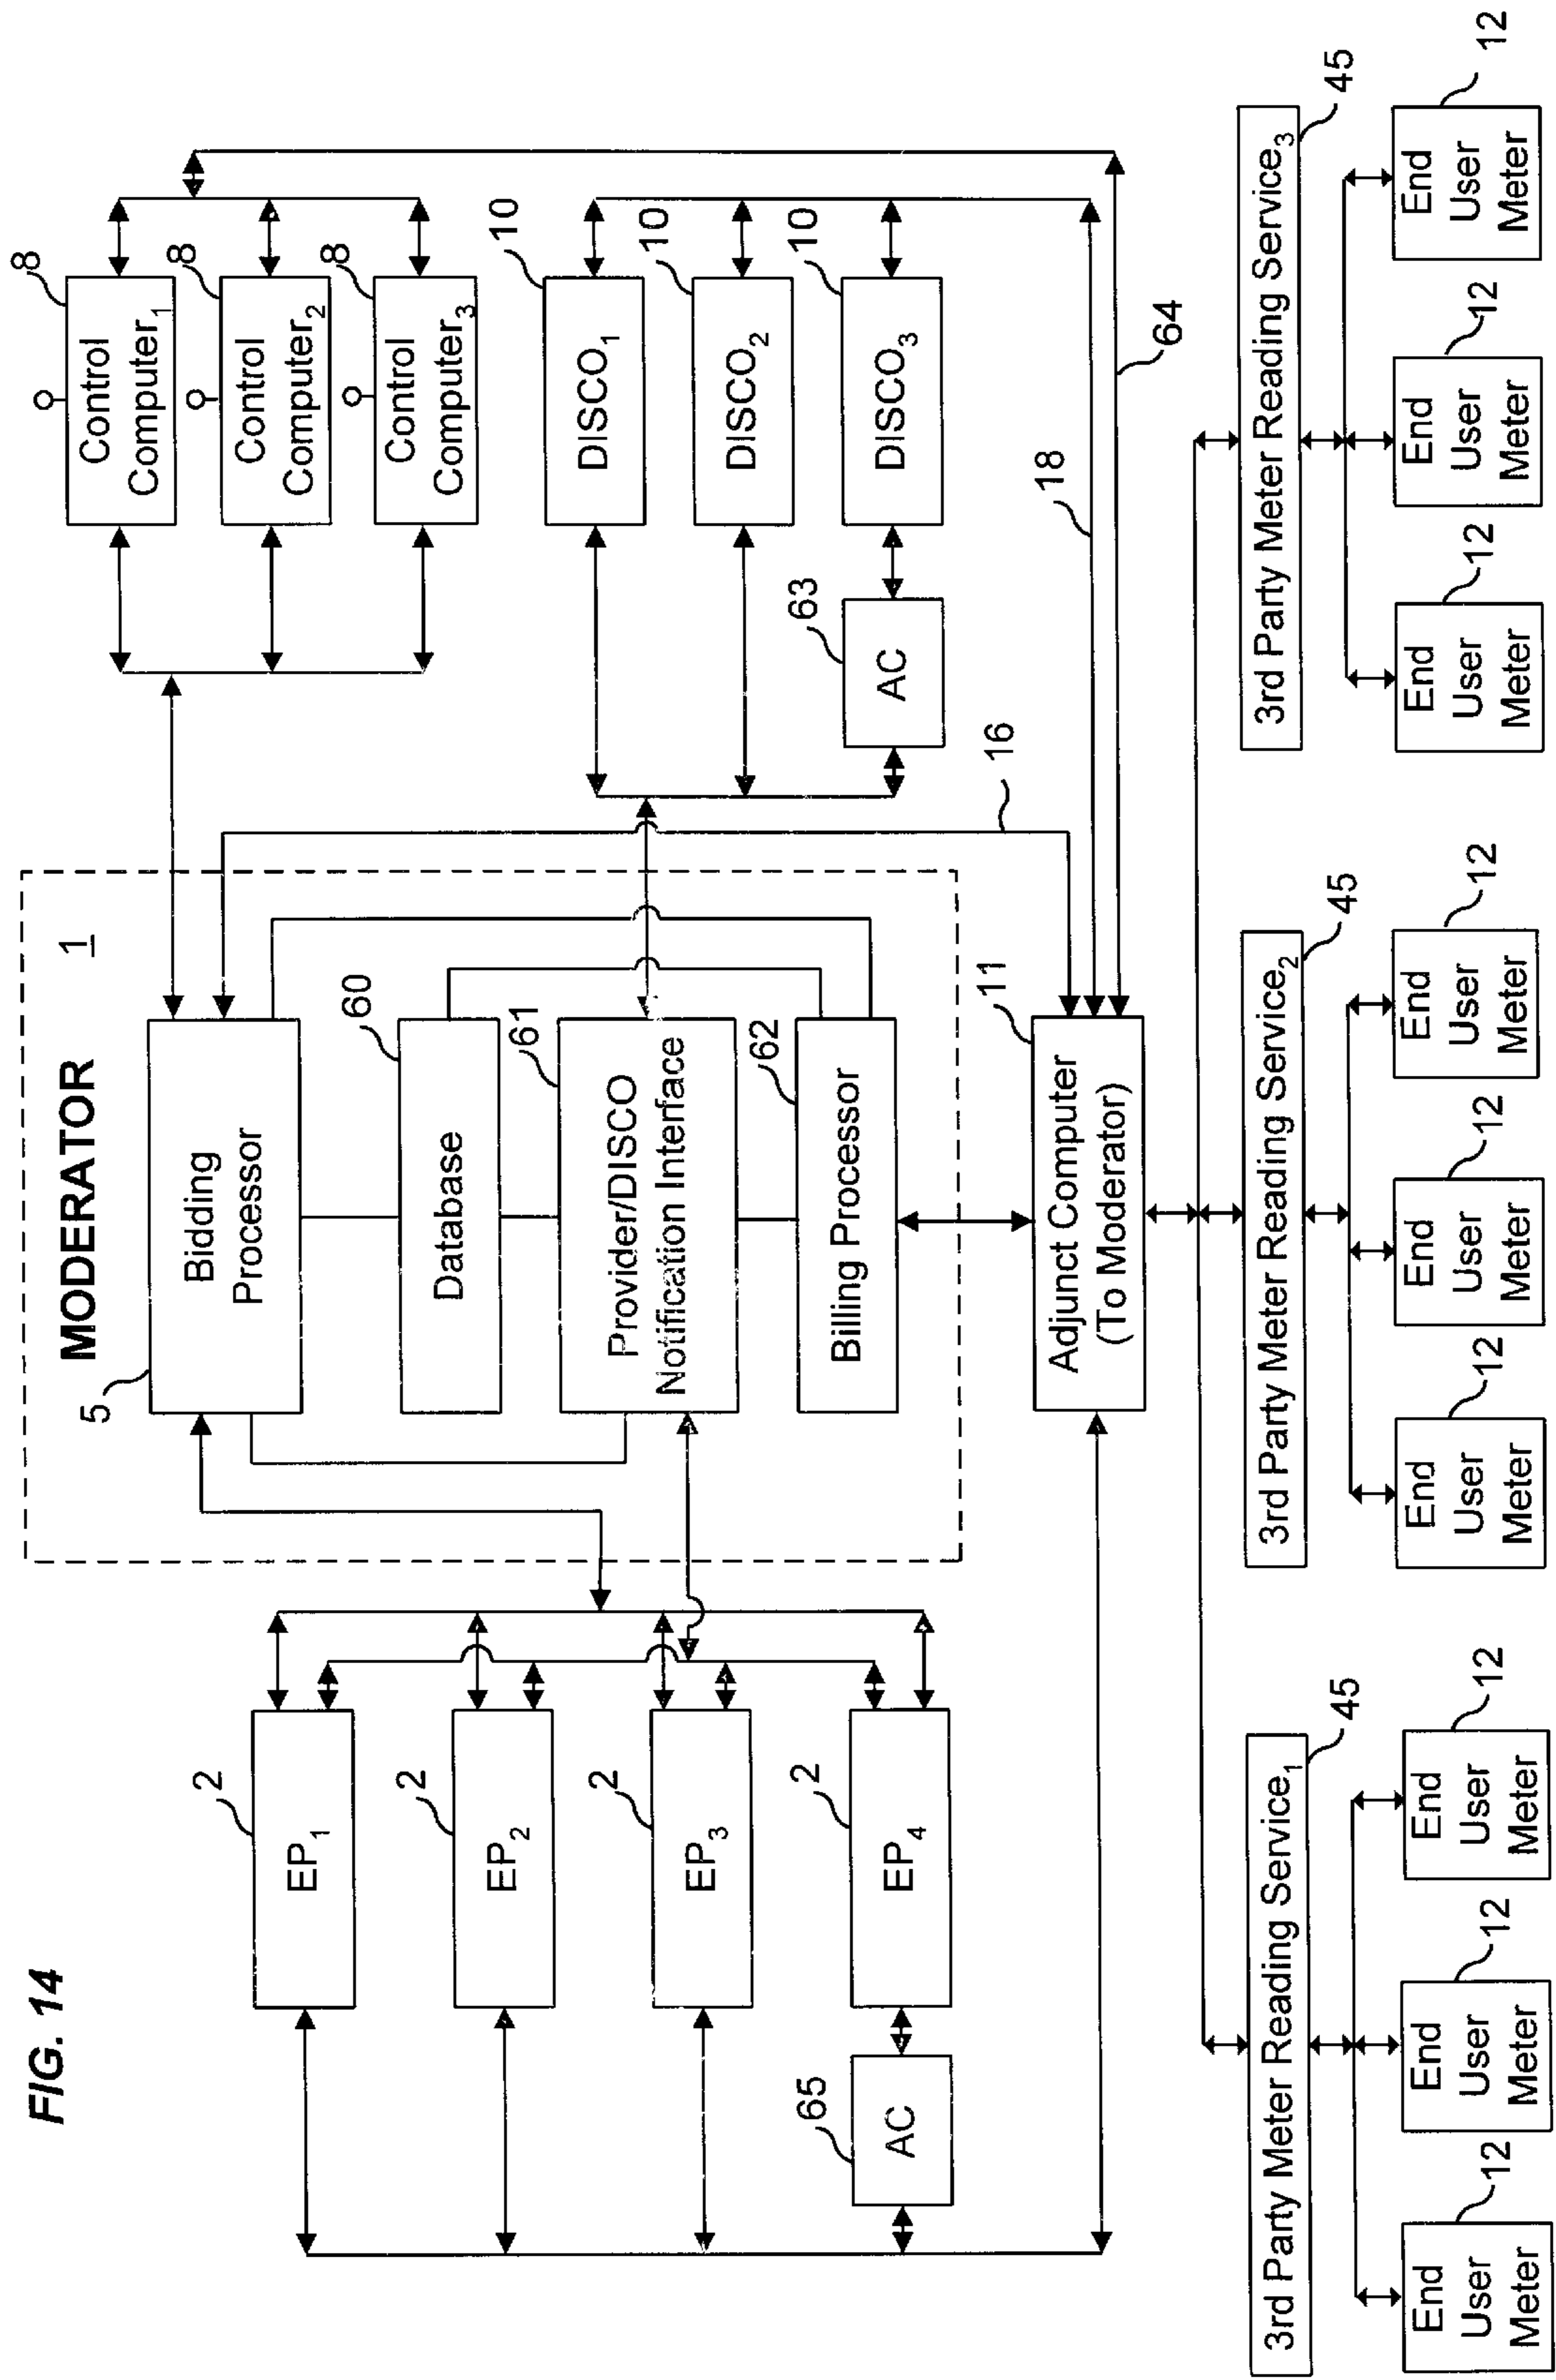 FIG. 14
MODERATOR 1
5
Bidding
Processor
60
Database
61
Provider/DISCO
Notification Interface
62
Billing Processor
2
EP1
2
EP2
2
EP3
2
EP4
65
AC
8
Control
Computer1
8
Control
Computer2
8
Control
Computer3
10
DISCO1
10
DISCO2
10
DISCO3
63
AC
16
18
64
11
Adjunct Computer
(To Moderator)
3rd Party Meter Reading Service1
45
3rd Party Meter Reading Service2
45
3rd Party Meter Reading Service3
45
12
End
User
Meter
12
End
User
Meter
12
End
User
Meter
12
End
User
Meter
12
End
User
Meter
12
End
User
Meter
12
End
User
Meter
12
End
User
Meter
12
End
User
Meter